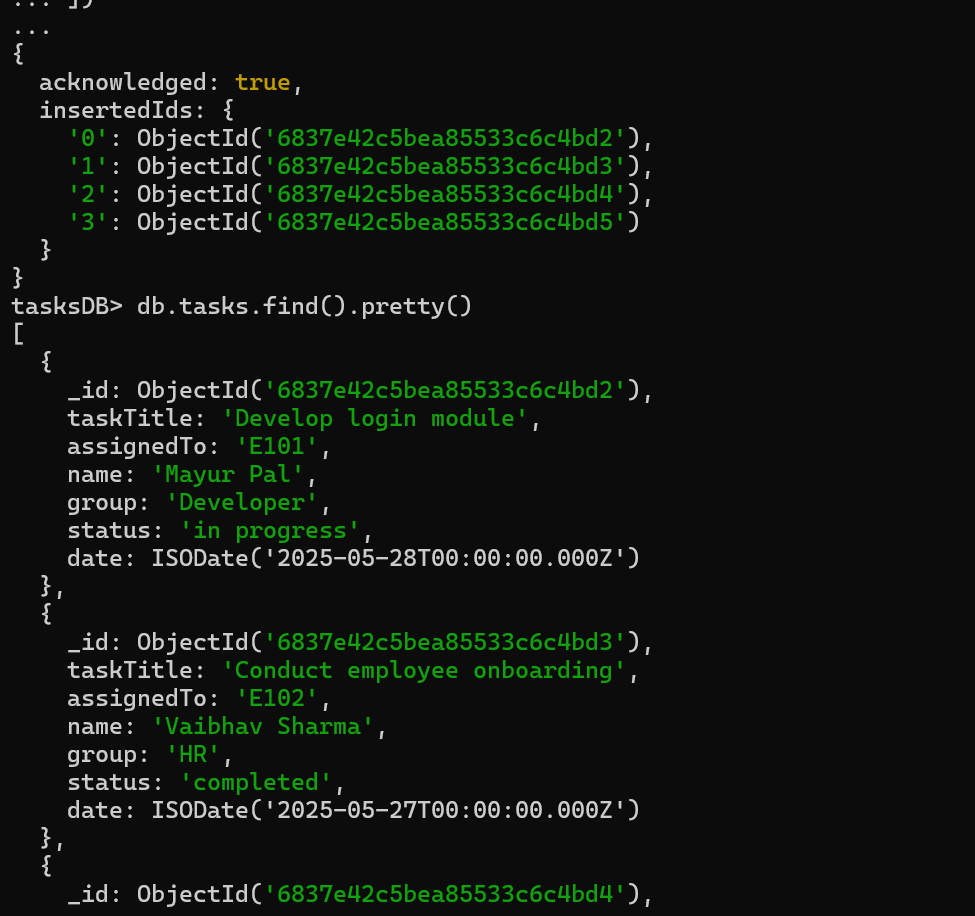 ... ])
...
{
  acknowledged: true,
  insertedIds: {
    '0': ObjectId('6837e42c5bea85533c6c4bd2'),
    '1': ObjectId('6837e42c5bea85533c6c4bd3'),
    '2': ObjectId('6837e42c5bea85533c6c4bd4'),
    '3': ObjectId('6837e42c5bea85533c6c4bd5')
  }
}
tasksDB> db.tasks.find().pretty()
[
  {
    _id: ObjectId('6837e42c5bea85533c6c4bd2'),
    taskTitle: 'Develop login module',
    assignedTo: 'E101',
    name: 'Mayur Pal',
    group: 'Developer',
    status: 'in progress',
    date: ISODate('2025-05-28T00:00:00.000Z')
  },
  {
    _id: ObjectId('6837e42c5bea85533c6c4bd3'),
    taskTitle: 'Conduct employee onboarding',
    assignedTo: 'E102',
    name: 'Vaibhav Sharma',
    group: 'HR',
    status: 'completed',
    date: ISODate('2025-05-27T00:00:00.000Z')
  },
  {
    _id: ObjectId('6837e42c5bea85533c6c4bd4'),